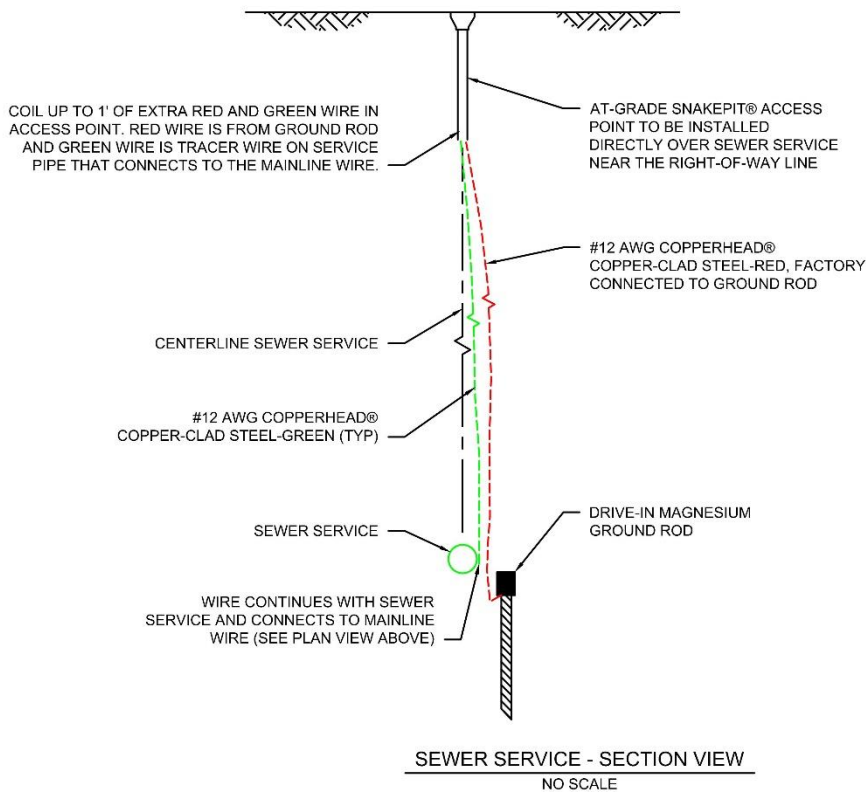 COIL UP TO 1' OF EXTRA RED AND GREEN WIRE IN
ACCESS POINT. RED WIRE IS FROM GROUND ROD
AND GREEN WIRE IS TRACER WIRE ON SERVICE
PIPE THAT CONNECTS TO THE MAINLINE WIRE.
AT-GRADE SNAKEPIT® ACCESS
POINT TO BE INSTALLED
DIRECTLY OVER SEWER SERVICE
NEAR THE RIGHT-OF-WAY LINE
#12 AWG COPPERHEAD®
COPPER-CLAD STEEL-RED, FACTORY
CONNECTED TO GROUND ROD
CENTERLINE SEWER SERVICE
#12 AWG COPPERHEAD®
COPPER-CLAD STEEL-GREEN (TYP)
SEWER SERVICE
DRIVE-IN MAGNESIUM
GROUND ROD
WIRE CONTINUES WITH SEWER
SERVICE AND CONNECTS TO MAINLINE
WIRE (SEE PLAN VIEW ABOVE)
SEWER SERVICE - SECTION VIEW
NO SCALE